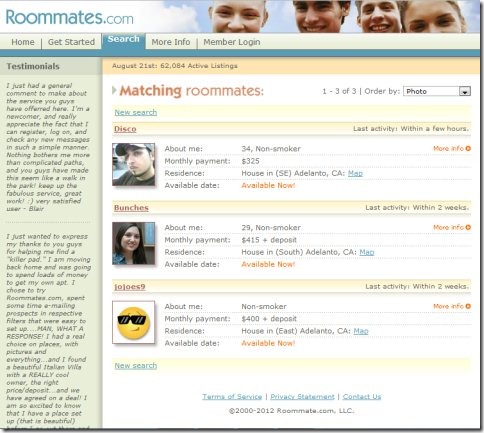 Roommates.com
Home | Get Started | Search | More Info | Member Login
Testimonials
I just had a general
comment to make about
the service you guys
have offered here. I'm a
newcomer, and really
appreciate the fact that I
can register, log on, and
check any new messages
in such a simple manner.
Nothing bothers me more
than complicated paths,
and you guys have made
this seem like a walk in
the park! keep up the
fabulous service, great
work! :) very satisfied
user - Blair
I just wanted to express
my thanks to you guys
for helping me find a
"killer pad." I am moving
back home and was going
to spend loads of money
to get my own apt. I
chose to try
Roommates.com, spent
some time e-mailing
prospects in respective
filters that were easy to
set up....MAN, WHAT A
RESPONSE! I had a real
choice on places, with
pictures and
everything...and I found
a beautiful Italian Villa
with a REALLY cool
owner, the right
price/deposit...and we
have agreed on a deal! I
am so excited to know
that I have a place set
up (that is beautiful)
August 21st: 62,084 Active Listings
Matching roommates:
1 - 3 of 3 | Order by: Photo
New search
Disco
Last activity: Within a few hours.
About me: 34, Non-smoker
More info
Monthly payment: $325
Residence: House in (SE) Adelanto, CA: Map
Available date: Available Now!
Bunches
Last activity: Within 2 weeks.
About me: 29, Non-smoker
More info
Monthly payment: $415 + deposit
Residence: House in (South) Adelanto, CA: Map
Available date: Available Now!
jojoes9
Last activity: Within 2 weeks.
About me: Non-smoker
More info
Monthly payment: $400 + deposit
Residence: House in (East) Adelanto, CA: Map
Available date: Available Now!
New search
Terms of Service | Privacy Statement | Contact Us
©2000-2012 Roommate.com, LLC.